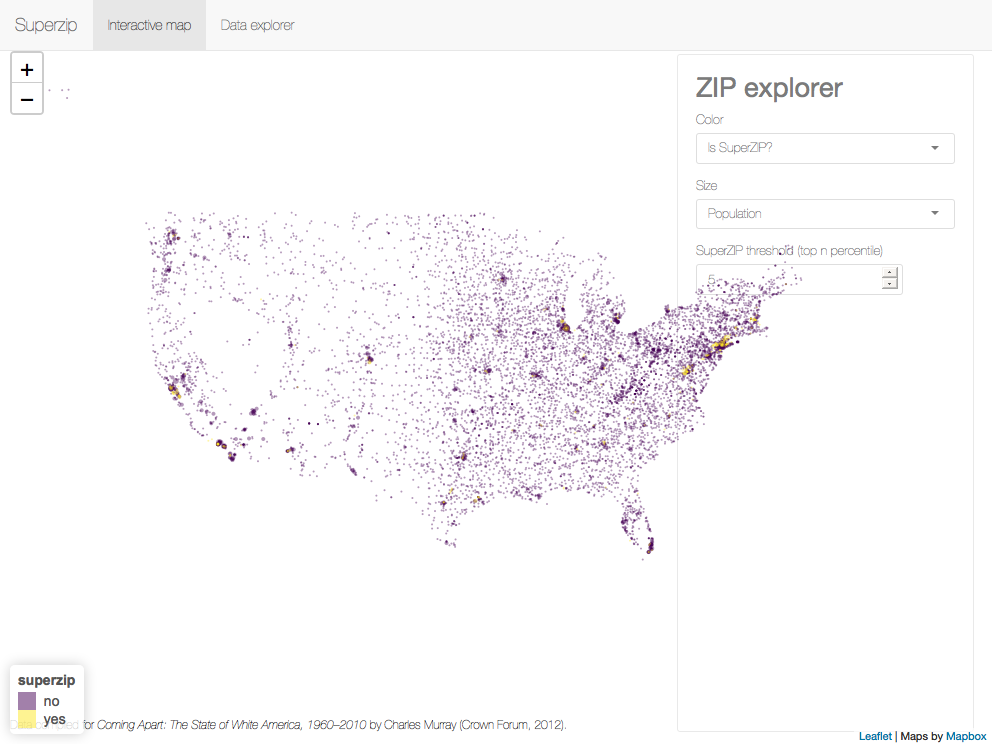 Superzip
Interactive map
Data explorer
+
−
ZIP explorer
Color
Is SuperZIP?
Size
Population
SuperZIP threshold (top n percentile)
5
superzip
no
yes
for Coming Apart: The State of White America, 1960–2010 by Charles Murray (Crown Forum, 2012).
Leaflet | Maps by Mapbox